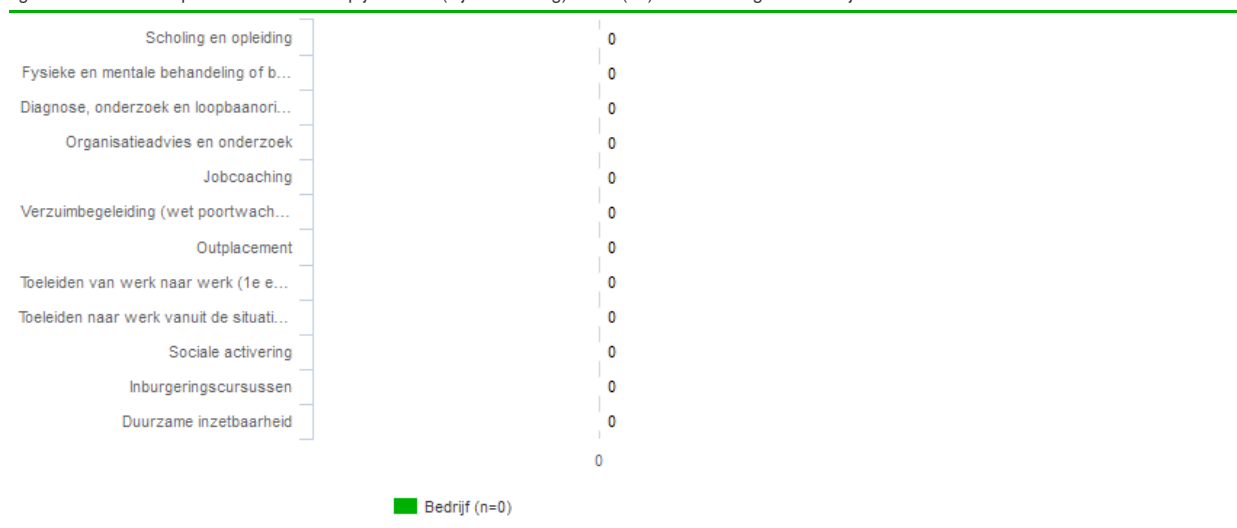 Scholing en opleiding 0
Fysieke en mentale behandeling of b... 0
Diagnose, onderzoek en loopbaanori... 0
Organisatieadvies en onderzoek 0
Jobcoaching 0
Verzuimbegeleiding (wet poortwach... 0
Outplacement 0
Toeleiden van werk naar werk (1e e... 0
Toeleiden naar werk vanuit de situati... 0
Sociale activering 0
Inburgeringscursussen 0
Duurzame inzetbaarheid 0
0
Bedrijf (n=0)